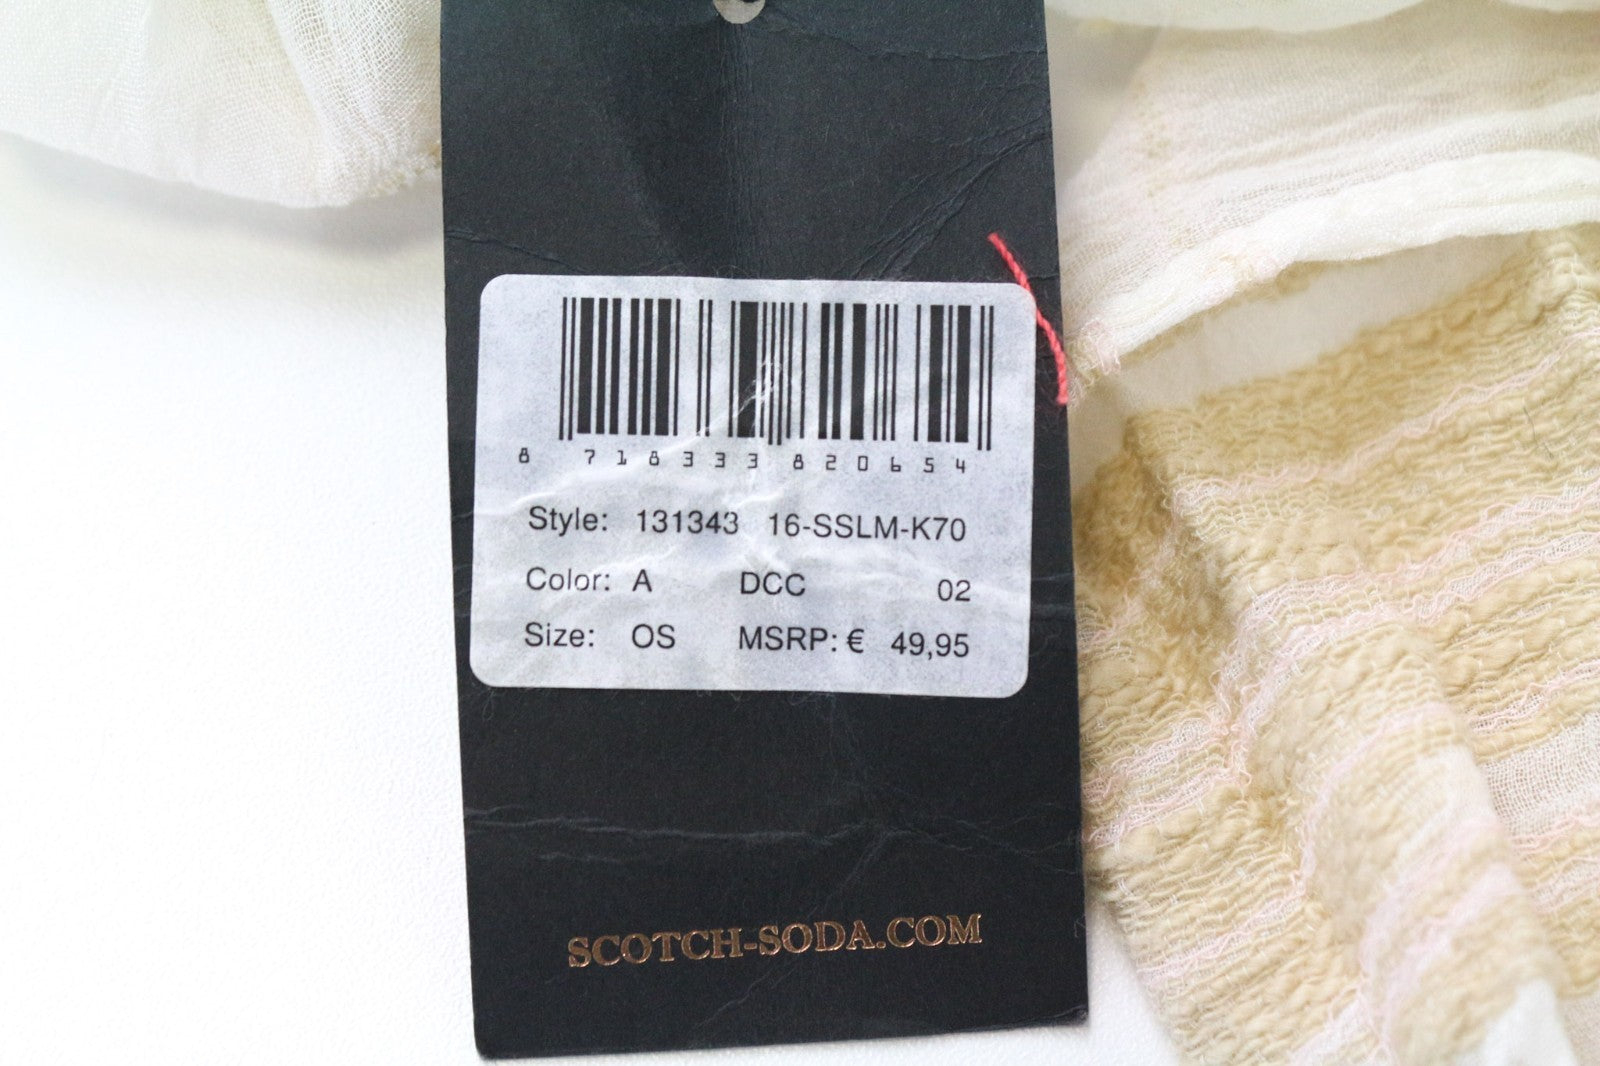 8 718333 820654
Style: 131343 16-SSLM-K70
Color: A DCC 02
Size: OS MSRP: € 49,95
SCOTCH-SODA.COM